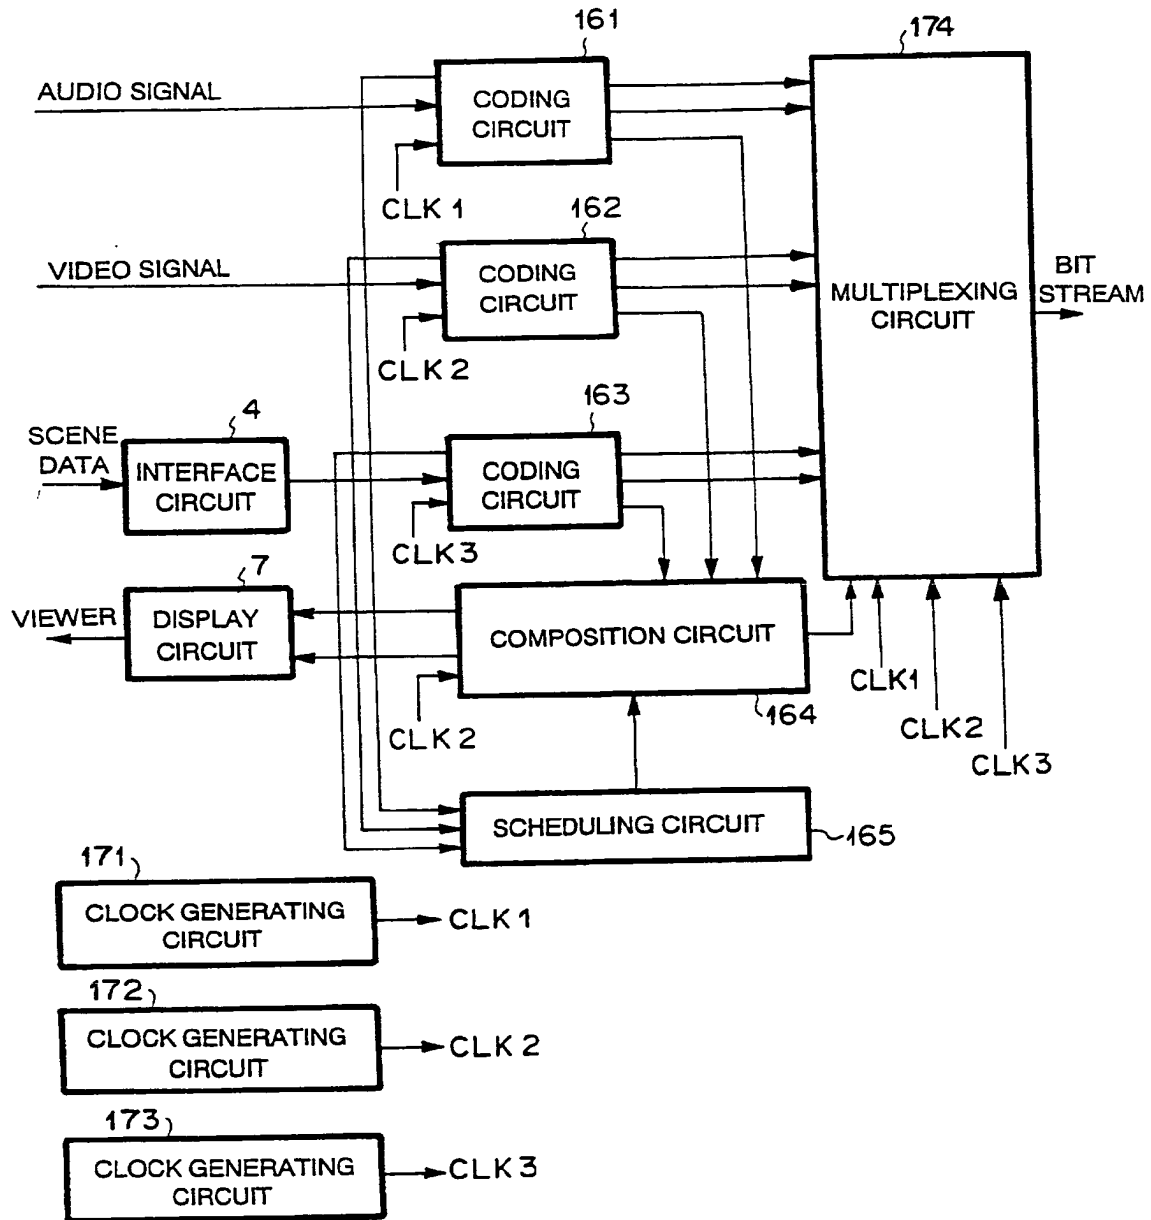 161
174
AUDIO SIGNAL
CODING
CIRCUIT
CLK 1
162
VIDEO SIGNAL
CODING
CIRCUIT
CLK 2
MULTIPLEXING
CIRCUIT
BIT
STREAM
163
4
SCENE
DATA
INTERFACE
CIRCUIT
CODING
CIRCUIT
CLK3
7
VIEWER
DISPLAY
CIRCUIT
COMPOSITION CIRCUIT
164
CLK 2
CLK1
CLK2
CLK3
SCHEDULING CIRCUIT
165
171
CLOCK GENERATING
CIRCUIT
CLK 1
172
CLOCK GENERATING
CIRCUIT
CLK 2
173
CLOCK GENERATING
CIRCUIT
CLK 3